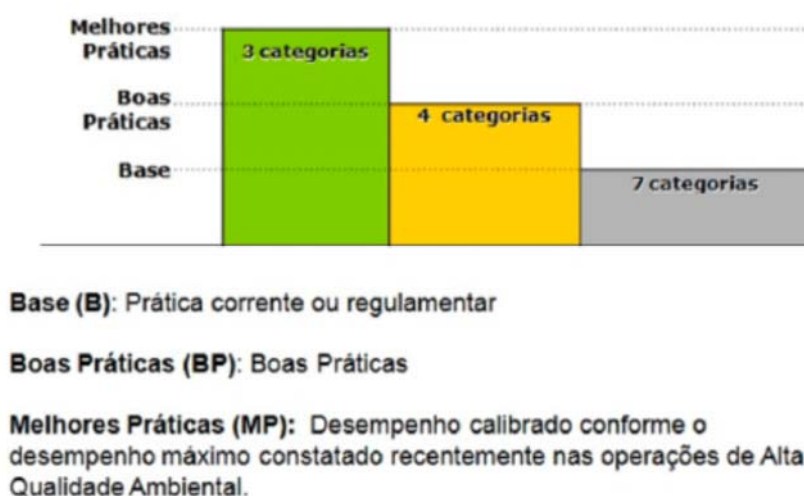 Melhores
Práticas
3 categorias
Boas
Práticas
4 categorias
Base
7 categorias
Base (B): Prática corrente ou regulamentar
Boas Práticas (BP): Boas Práticas
Melhores Práticas (MP): Desempenho calibrado conforme o
desempenho máximo constatado recentemente nas operações de Alta
Qualidade Ambiental.